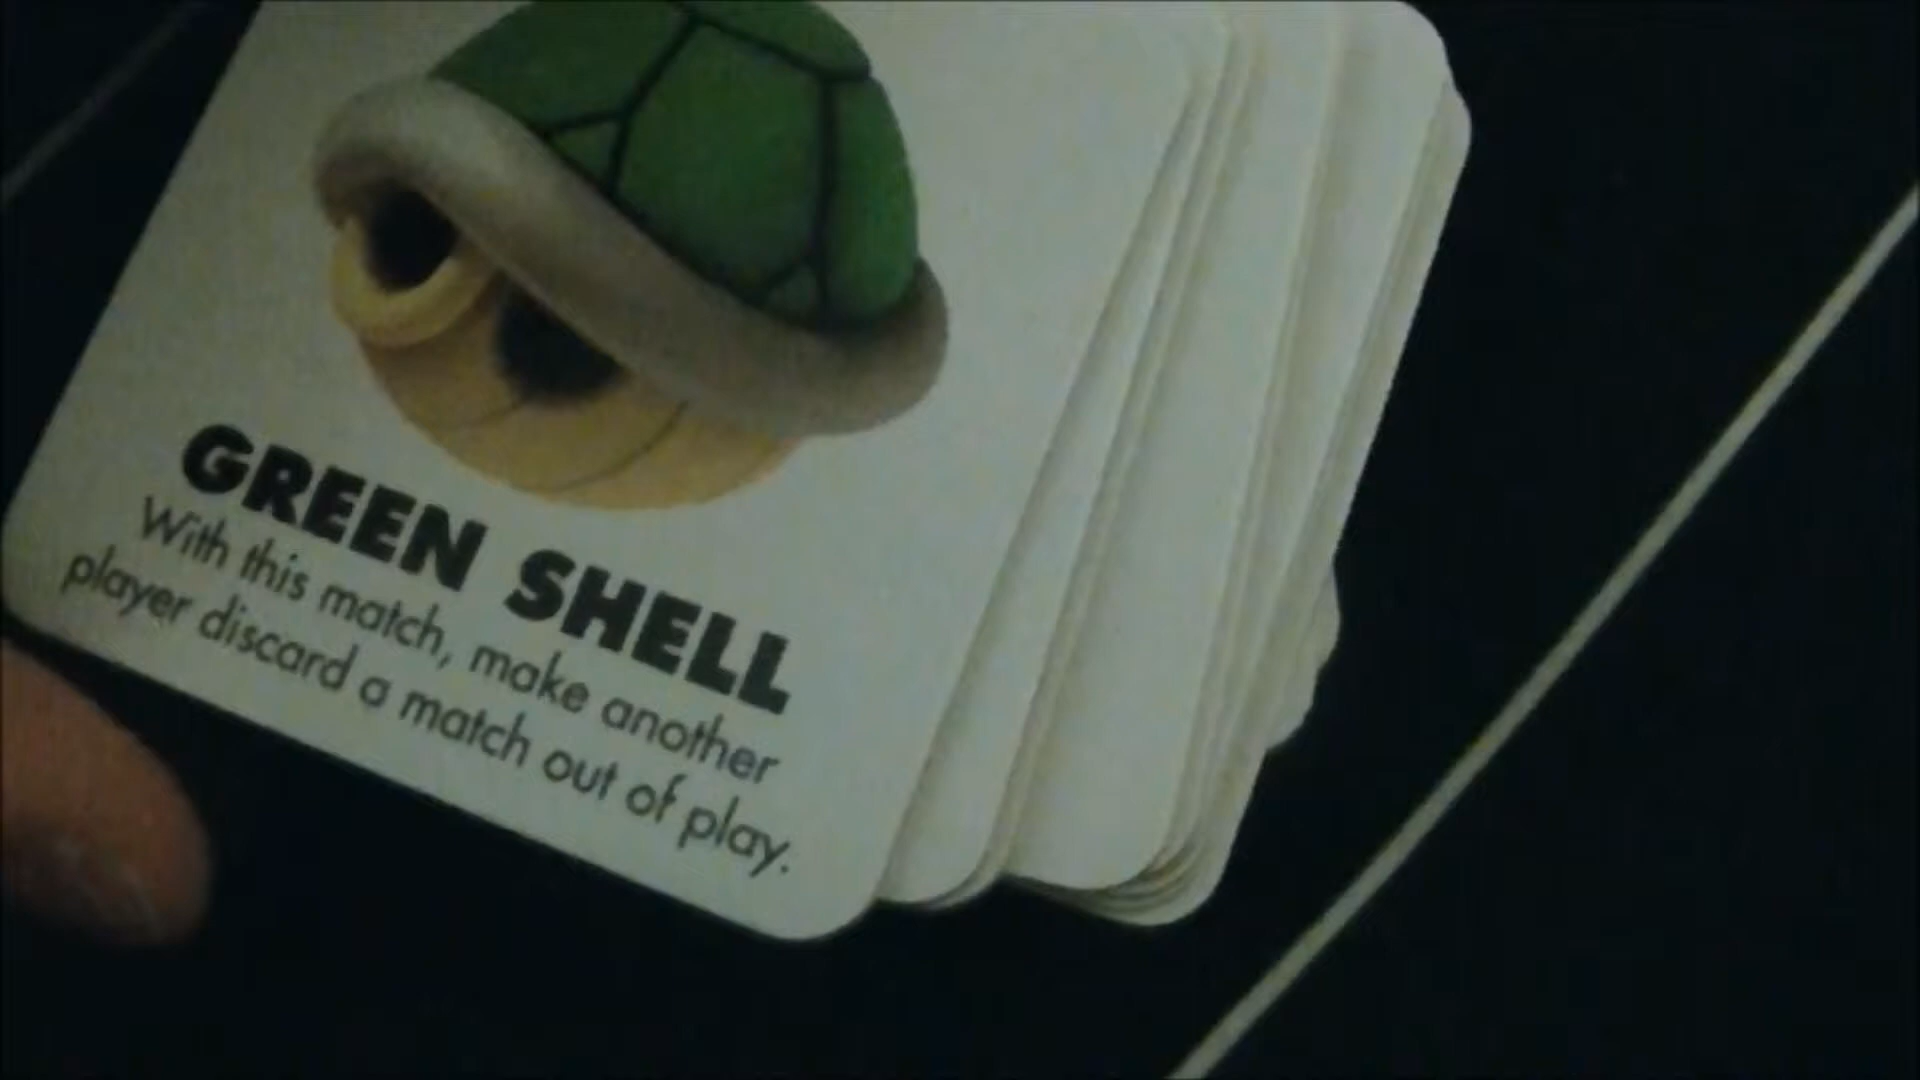 GREEN SHELL
With this match, make another
player discard a match out of play.